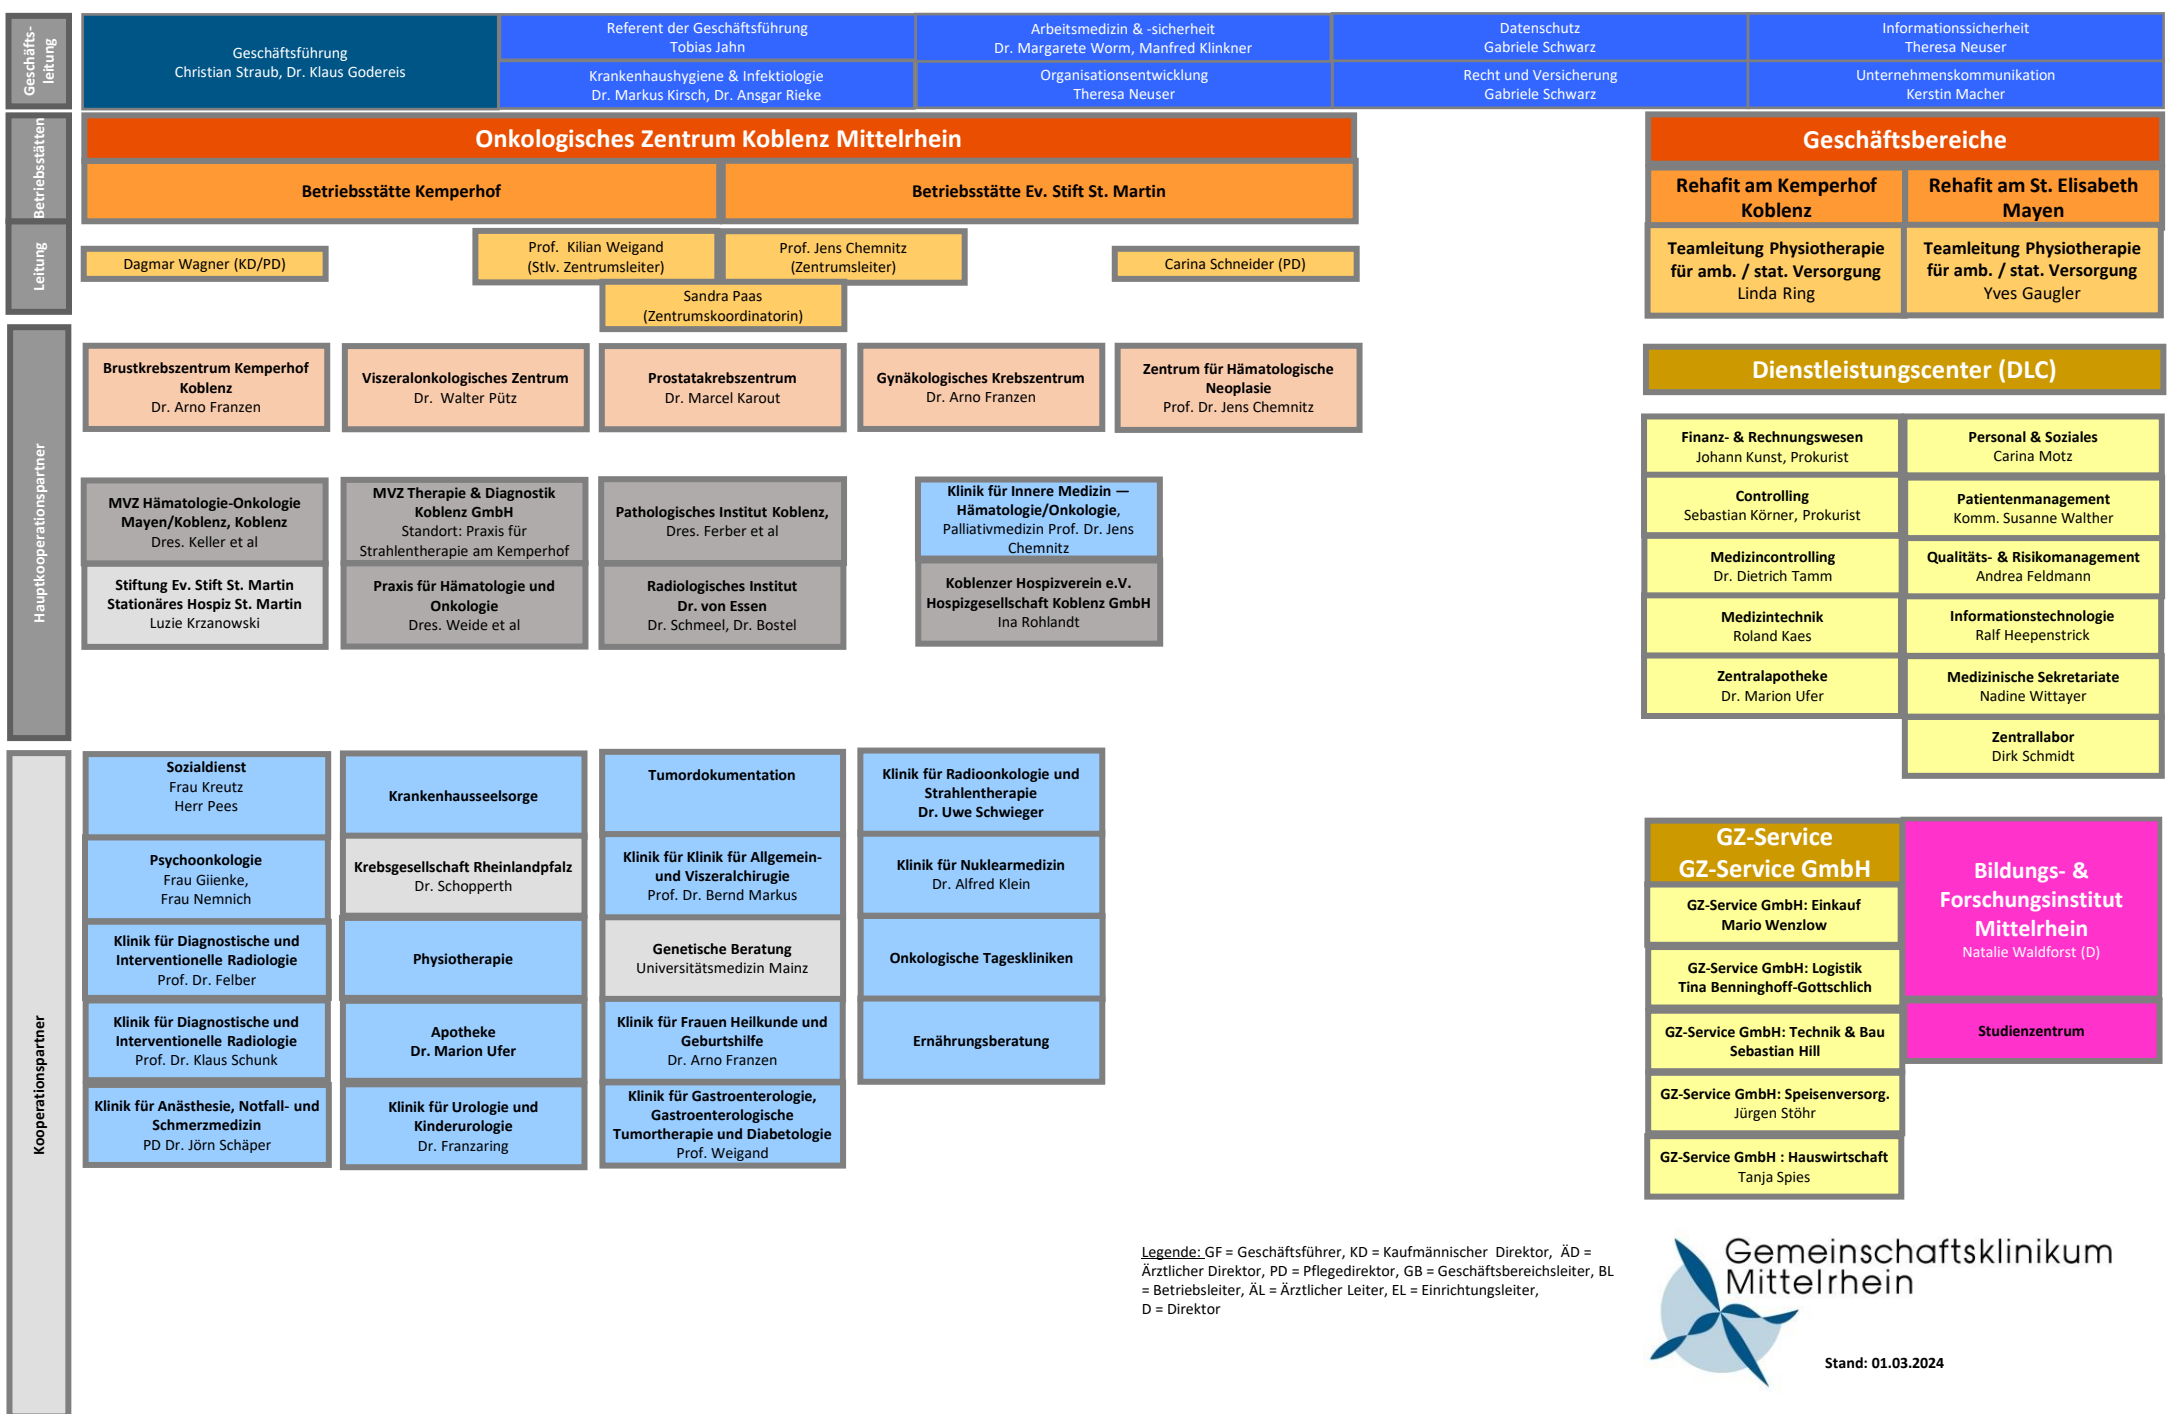 Geschäfts-
leitung
Geschäftsführung
Christian Straub, Dr. Klaus Godereis
Referent der Geschäftsführung
Tobias Jahn
Arbeitsmedizin & -sicherheit
Dr. Margarete Worm, Manfred Klinkner
Datenschutz
Gabriele Schwarz
Informationssicherheit
Theresa Neuser
Krankenhaushygiene & Infektiologie
Dr. Markus Kirsch, Dr. Ansgar Rieke
Organisationsentwicklung
Theresa Neuser
Recht und Versicherung
Gabriele Schwarz
Unternehmenskommunikation
Kerstin Macher
Betriebsstätten
Onkologisches Zentrum Koblenz Mittelrhein
Betriebsstätte Kemperhof
Betriebsstätte Ev. Stift St. Martin
Leitung
Dagmar Wagner (KD/PD)
Prof.  Kilian Weigand
(Stlv. Zentrumsleiter)
Prof. Jens Chemnitz
(Zentrumsleiter)
Carina Schneider (PD)
Sandra Paas
(Zentrumskoordinatorin)
Hauptkooperationspartner
Brustkrebszentrum Kemperhof
Koblenz
Dr. Arno Franzen
Viszeralonkologisches Zentrum
Dr.  Walter Pütz
Prostatakrebszentrum
Dr. Marcel Karout
Gynäkologisches Krebszentrum
Dr. Arno Franzen
Zentrum für Hämatologische
Neoplasie
Prof. Dr. Jens Chemnitz
MVZ Hämatologie-Onkologie
Mayen/Koblenz, Koblenz
Dres. Keller et al
MVZ Therapie & Diagnostik
Koblenz GmbH
Standort: Praxis für
Strahlentherapie am Kemperhof
Pathologisches Institut Koblenz,
Dres. Ferber et al
Klinik für Innere Medizin —
Hämatologie/Onkologie,
Palliativmedizin Prof. Dr. Jens
Chemnitz
Stiftung Ev. Stift St. Martin
Stationäres Hospiz St. Martin
Luzie Krzanowski
Praxis für Hämatologie und
Onkologie
Dres. Weide et al
Radiologisches Institut
Dr. von Essen
Dr. Schmeel, Dr. Bostel
Koblenzer Hospizverein e.V.
Hospizgesellschaft Koblenz GmbH
Ina Rohlandt
Kooperationspartner
Sozialdienst
Frau Kreutz
Herr Pees
Krankenhausseelsorge
Tumordokumentation
Klinik für Radioonkologie und
Strahlentherapie
Dr. Uwe Schwieger
Psychoonkologie
Frau Giienke,
Frau Nemnich
Krebsgesellschaft Rheinlandpfalz
Dr. Schopperth
Klinik für Klinik für Allgemein-
und Viszeralchirugie
Prof. Dr. Bernd Markus
Klinik für Nuklearmedizin
Dr. Alfred Klein
Klinik für Diagnostische und
Interventionelle Radiologie
Prof. Dr. Felber
Physiotherapie
Genetische Beratung
Universitätsmedizin Mainz
Onkologische Tageskliniken
Klinik für Diagnostische und
Interventionelle Radiologie
Prof. Dr. Klaus Schunk
Apotheke
Dr. Marion Ufer
Klinik für Frauen Heilkunde und
Geburtshilfe
Dr. Arno Franzen
Ernährungsberatung
Klinik für Anästhesie, Notfall- und
Schmerzmedizin
PD Dr. Jörn Schäper
Klinik für Urologie und
Kinderurologie
Dr. Franzaring
Klinik für Gastroenterologie,
Gastroenterologische
Tumortherapie und Diabetologie
Prof. Weigand
Geschäftsbereiche
Rehafit am Kemperhof
Koblenz
Rehafit am St. Elisabeth
Mayen
Teamleitung Physiotherapie
für amb. / stat. Versorgung
Linda Ring
Teamleitung Physiotherapie
für amb. / stat. Versorgung
Yves Gaugler
Dienstleistungscenter (DLC)
Finanz- & Rechnungswesen
Johann Kunst, Prokurist
Personal & Soziales
Carina Motz
Controlling
Sebastian Körner, Prokurist
Patientenmanagement
Komm. Susanne Walther
Medizincontrolling
Dr. Dietrich Tamm
Qualitäts- & Risikomanagement
Andrea Feldmann
Medizintechnik
Roland Kaes
Informationstechnologie
Ralf Heepenstrick
Zentralapotheke
Dr. Marion Ufer
Medizinische Sekretariate
Nadine Wittayer
Zentrallabor
Dirk Schmidt
GZ-Service
GZ-Service GmbH
GZ-Service GmbH: Einkauf
Mario Wenzlow
GZ-Service GmbH: Logistik
Tina Benninghoff-Gottschlich
GZ-Service GmbH: Technik & Bau
Sebastian Hill
GZ-Service GmbH: Speisenversorg.
Jürgen Stöhr
GZ-Service GmbH : Hauswirtschaft
Tanja Spies
Bildungs- &
Forschungsinstitut
Mittelrhein
Natalie Waldforst (D)
Studienzentrum
Legende: GF = Geschäftsführer, KD = Kaufmännischer  Direktor,  ÄD =
Ärztlicher Direktor, PD = Pflegedirektor, GB = Geschäftsbereichsleiter, BL
= Betriebsleiter, ÄL = Ärztlicher Leiter, EL = Einrichtungsleiter,
D = Direktor
Gemeinschaftsklinikum
Mittelrhein
Stand: 01.03.2024